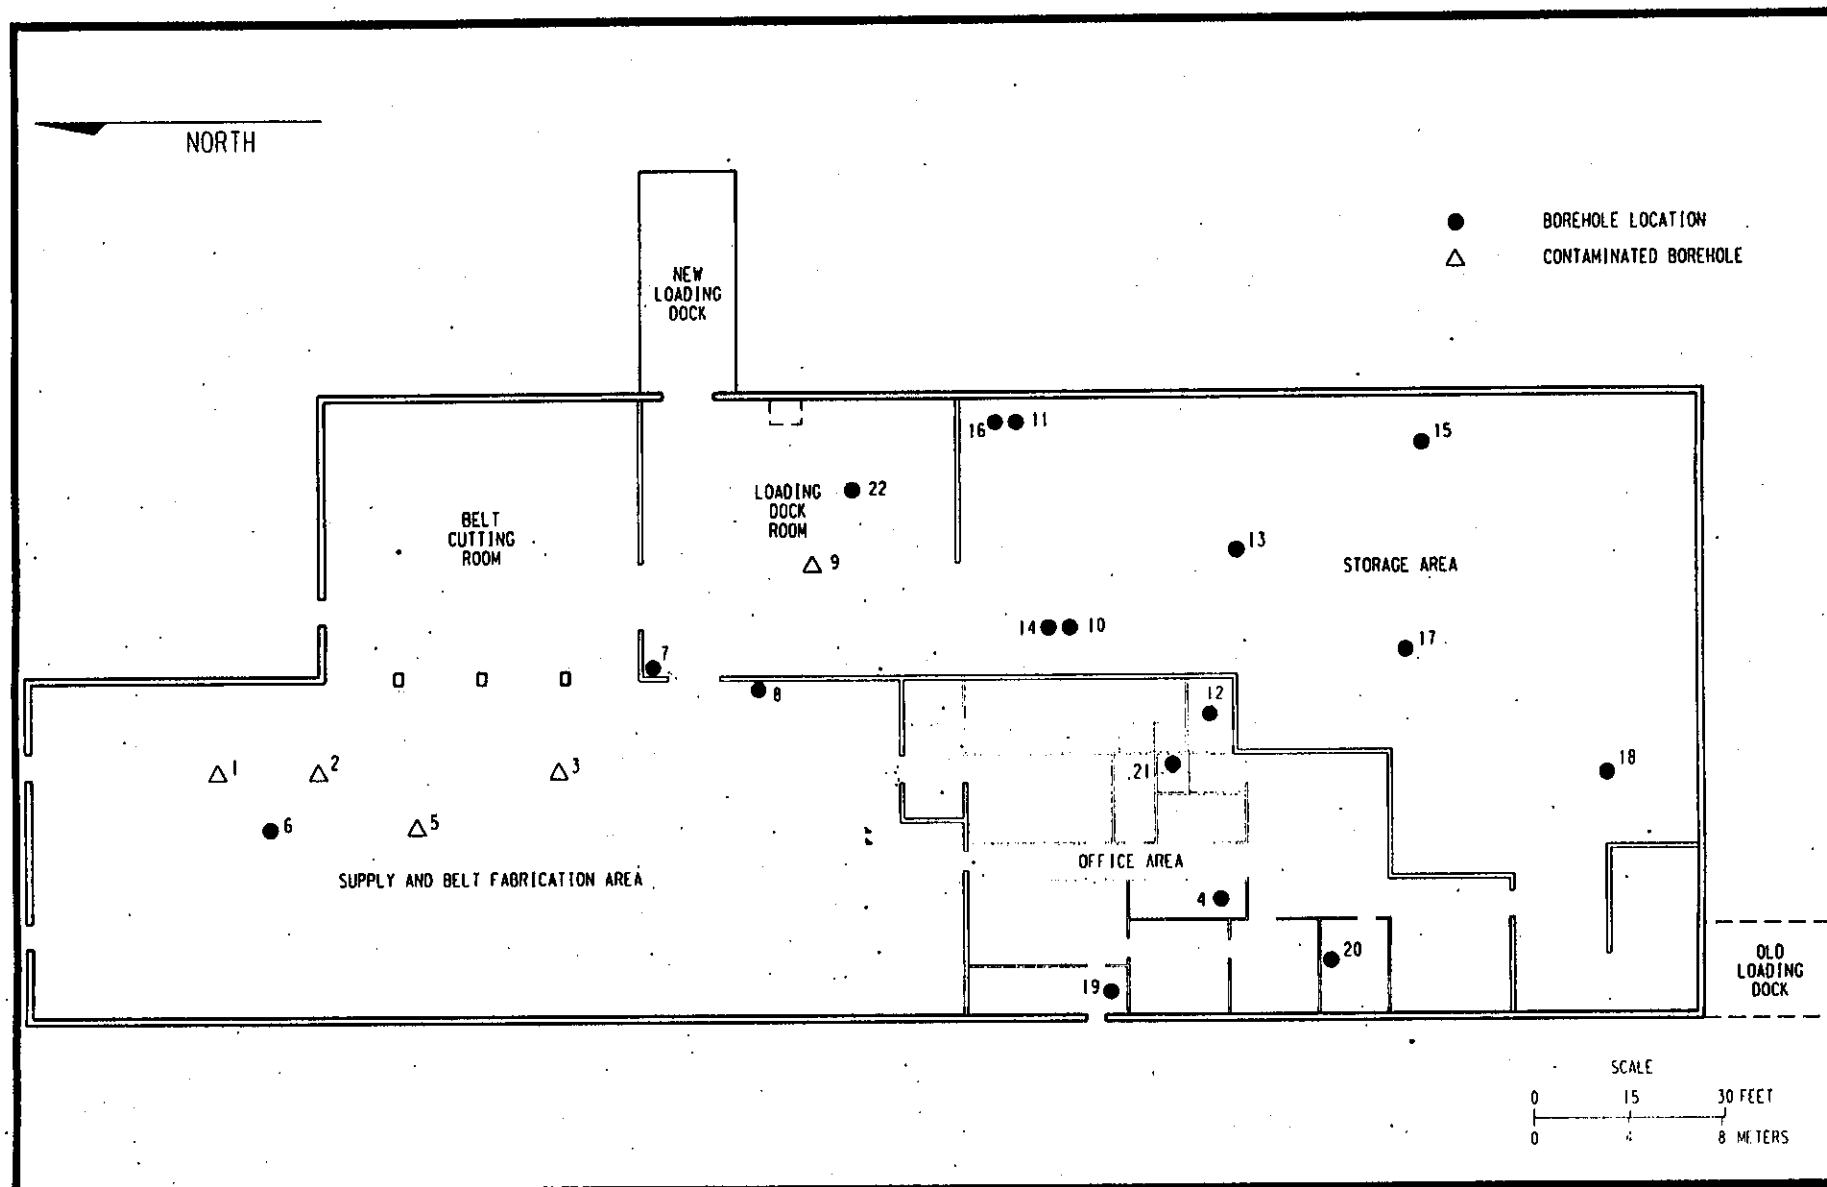 NORTH
● BOREHOLE LOCATION
△ CONTAMINATED BOREHOLE
NEW
LOADING
DOCK
16
11
15
LOADING
DOCK
ROOM
22
BELT
CUTTING
ROOM
13
9
STORAGE AREA
14
10
7
17
8
12
1
2
3
21
18
6
5
OFFICE AREA
SUPPLY AND BELT FABRICATION AREA
4
20
OLD
LOADING
DOCK
19
SCALE
0 15 30 FEET
0 4 8 METERS